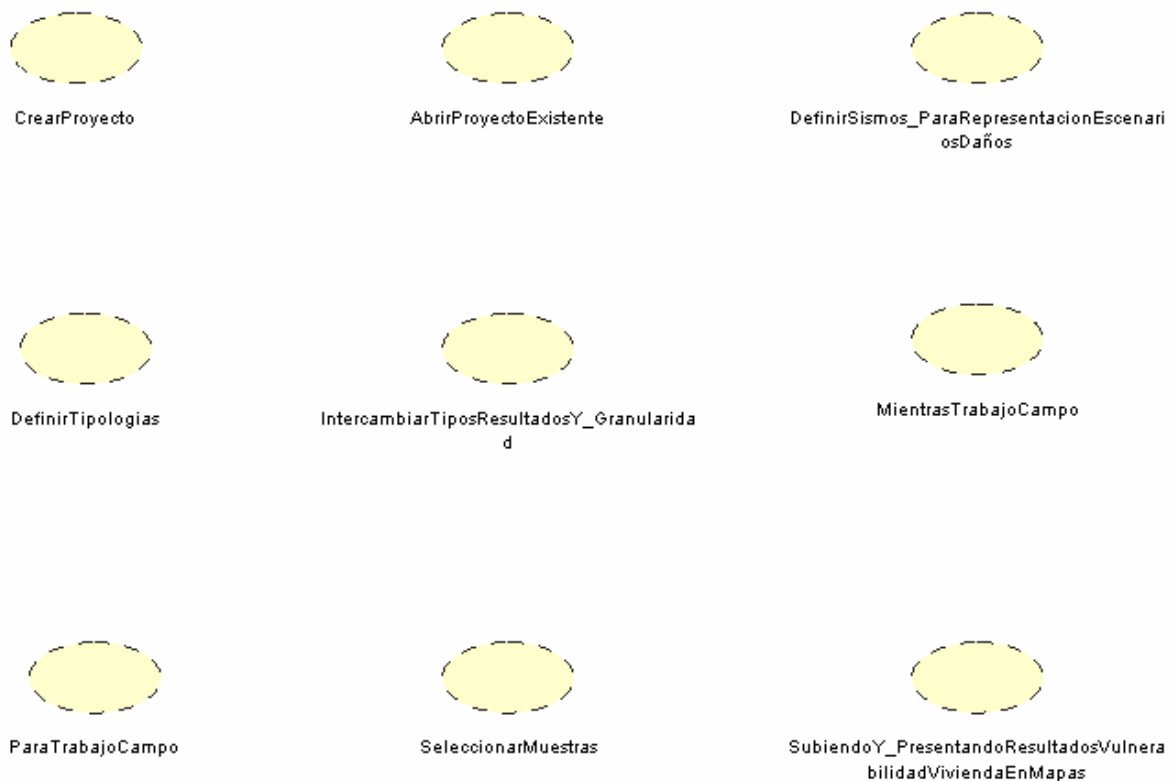 CrearProyecto
AbrirProyectoExistente
DefinirSismos_ParaRepresentacionEscenari
osDaños
DefinirTipologias
IntercambiarTiposResultadosY_Granularida
d
MientrasTrabajoCampo
ParaTrabajoCampo
SeleccionarMuestras
SubiendoY_PresentandoResultadosVulnera
bilidadViviendaEnMapas